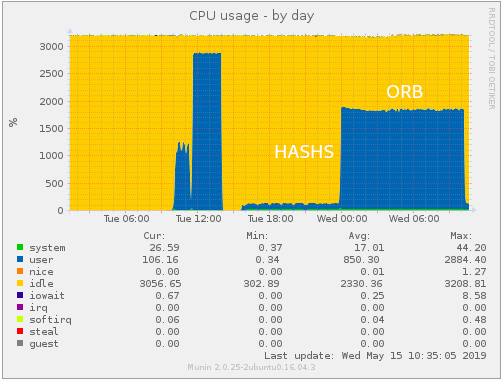 CPU usage - by day
RRDTOOL / TOBI OETIKER
%
3000
2500
2000
1500
1000
500
0
ORB
HASHS
Tue 06:00 Tue 12:00 Tue 18:00 Wed 00:00 Wed 06:00
Cur: Min: Avg: Max:
system 26.59 0.37 17.01 44.20
user 106.16 0.34 850.30 2884.40
nice 0.00 0.00 0.01 1.27
idle 3056.65 302.89 2330.36 3208.81
iowait 0.67 0.00 0.25 8.58
irq 0.00 0.00 0.00 0.00
softirq 0.06 0.00 0.04 0.48
steal 0.00 0.00 0.00 0.00
guest 0.00 0.00 0.00 0.00
Last update: Wed May 15 10:35:05 2019
Munin 2.0.25-2ubuntu0.16.04.3